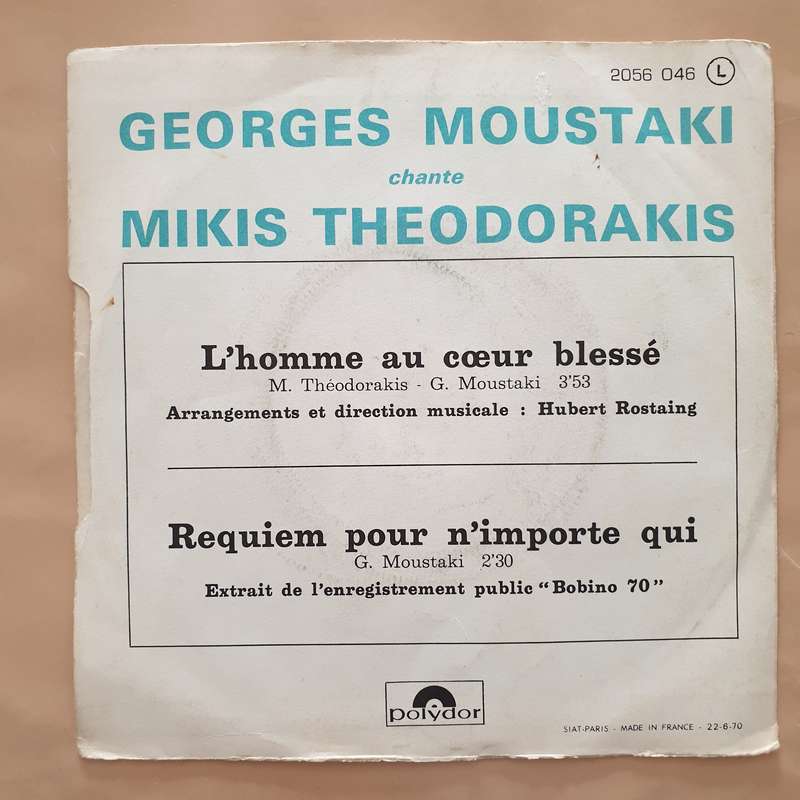 2056 046 L
GEORGES MOUSTAKI
chante
MIKIS THEODORAKIS
L'homme au cœur blessé
M. Théodorakis - G. Moustaki 3'53
Arrangements et direction musicale : Hubert Rostaing
Requiem pour n'importe qui
G. Moustaki 2'30
Extrait de l'enregistrement public "Bobino 70"
polydor
SIAT-PARIS - MADE IN FRANCE - 22-6-70